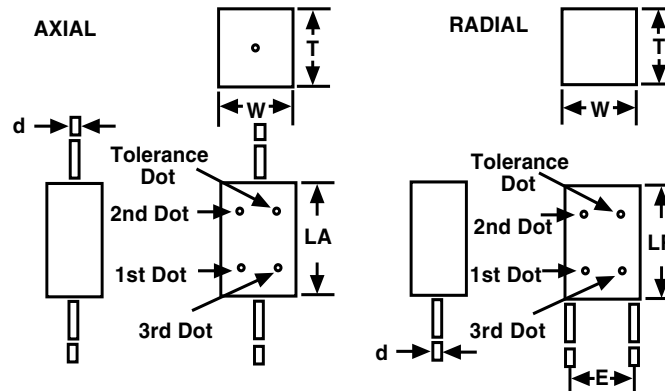 AXIAL
T
W
d
Tolerance
Dot
2nd Dot
LA
1st Dot
3rd Dot
RADIAL
T
W
Tolerance
Dot
2nd Dot
1st Dot
3rd Dot
d
E